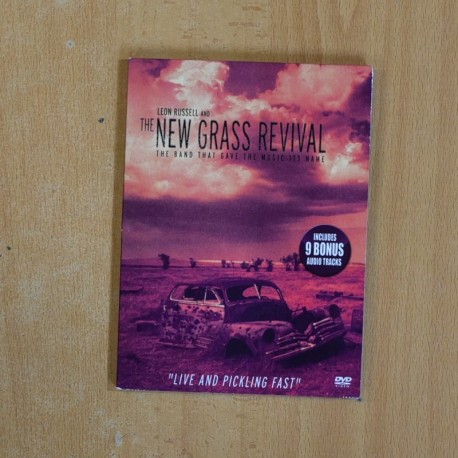 LEON RUSSELL AND
THE NEW GRASS REVIVAL
THE BAND THAT GAVE THE MUSIC ITS NAME
INCLUDES
9 BONUS
AUDIO TRACKS
"LIVE AND PICKLING FAST"
DVD